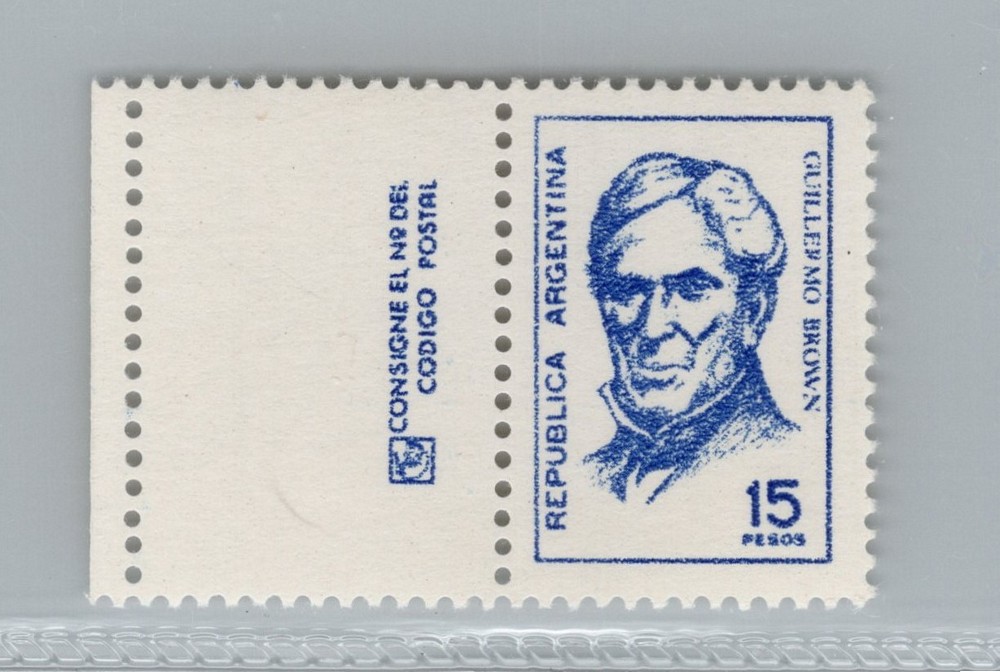 CONSIGNE EL Nº DEL
CODIGO POSTAL
REPUBLICA ARGENTINA
GUILLERMO BROWN
15
PESOS